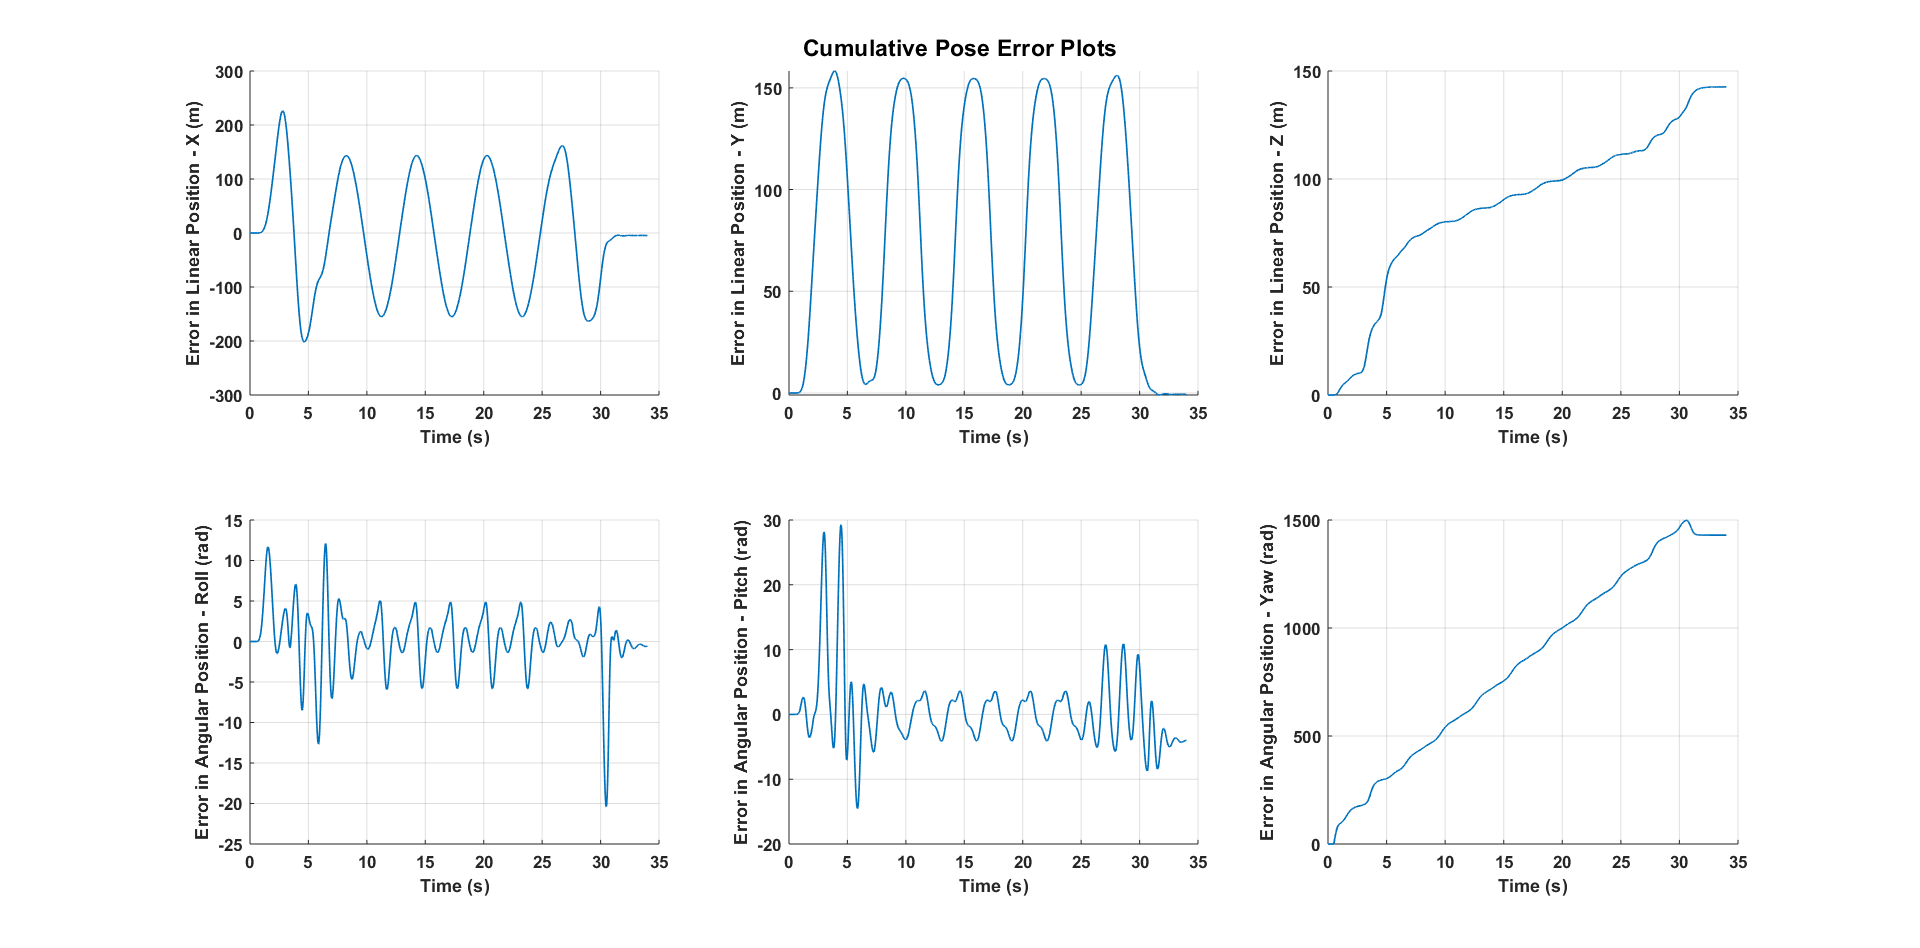 Cumulative Pose Error Plots
Error in Linear Position - X (m)
300
200
100
0
-100
-200
-300
0 5 10 15 20 25 30 35
Time (s)
Error in Linear Position - Y (m)
150
100
50
0
0 5 10 15 20 25 30 35
Time (s)
Error in Linear Position - Z (m)
150
100
50
0
0 5 10 15 20 25 30 35
Time (s)
Error in Angular Position - Roll (rad)
15
10
5
0
-5
-10
-15
-20
-25
0 5 10 15 20 25 30 35
Time (s)
Error in Angular Position - Pitch (rad)
30
20
10
0
-10
-20
0 5 10 15 20 25 30 35
Time (s)
Error in Angular Position - Yaw (rad)
1500
1000
500
0
0 5 10 15 20 25 30 35
Time (s)